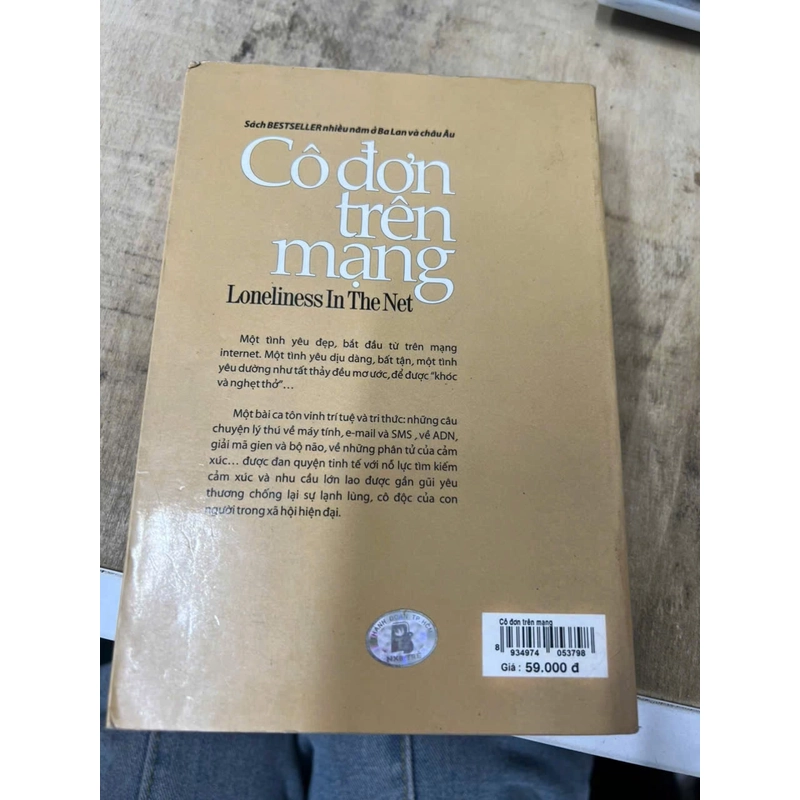 Sách BESTSELLER nhiều năm ở Ba Lan và châu Âu
Cô đơn
trên
mạng
Loneliness In The Net
Một tình yêu đẹp, bắt đầu từ trên mạng
internet. Một tình yêu dịu dàng, bất tận, một tình
yêu dường như tất thảy đều mơ ước, để được "khóc
và nghẹt thở"...
Một bài ca tôn vinh trí tuệ và tri thức: những câu
chuyện lý thú về máy tính, e-mail và SMS , về ADN,
giải mã gien và bộ não, về những phân tử của cảm
xúc... được đan quyện tinh tế với nỗ lực tìm kiếm
cảm xúc và nhu cầu lớn lao được gần gũi yêu
thương chống lại sự lạnh lùng, cô độc của con
người trong xã hội hiện đại.
Cô đơn trên mạng
8 934974 053798
Giá : 59.000 đ